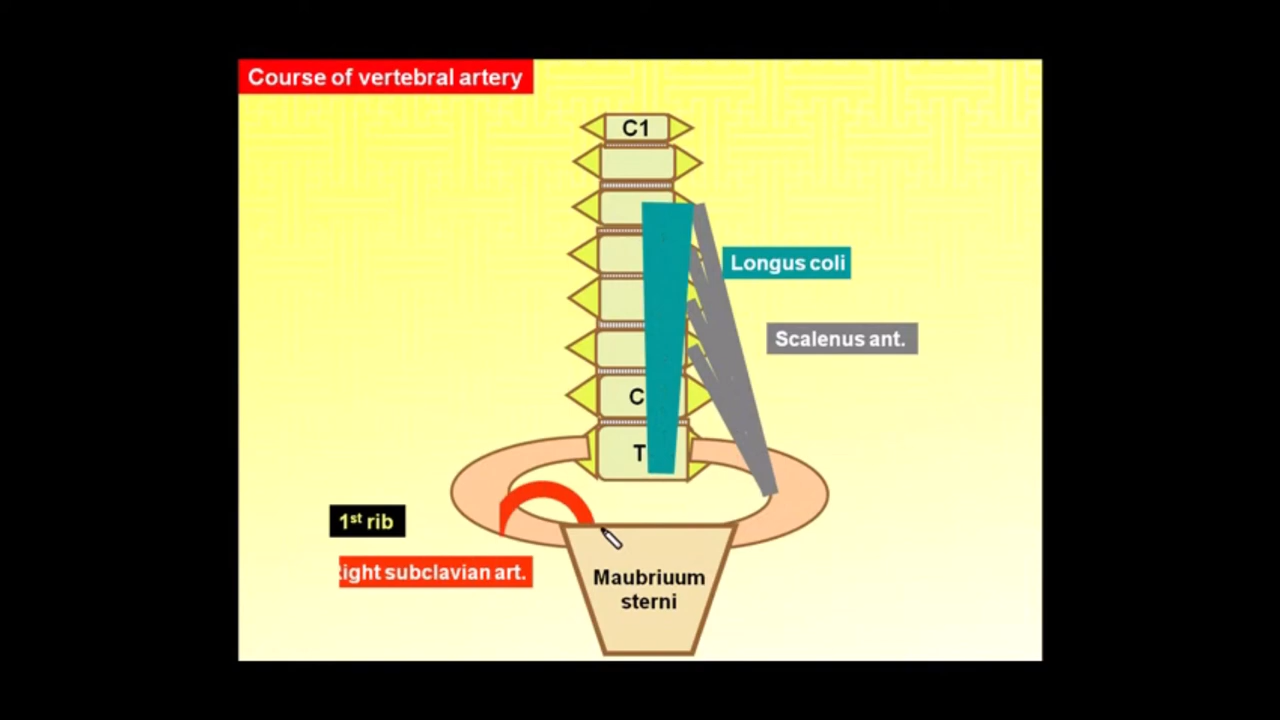 Course of vertebral artery
C1
Longus coli
Scalenus ant.
C
T
1st rib
ight subclavian art.
Maubriuum
sterni